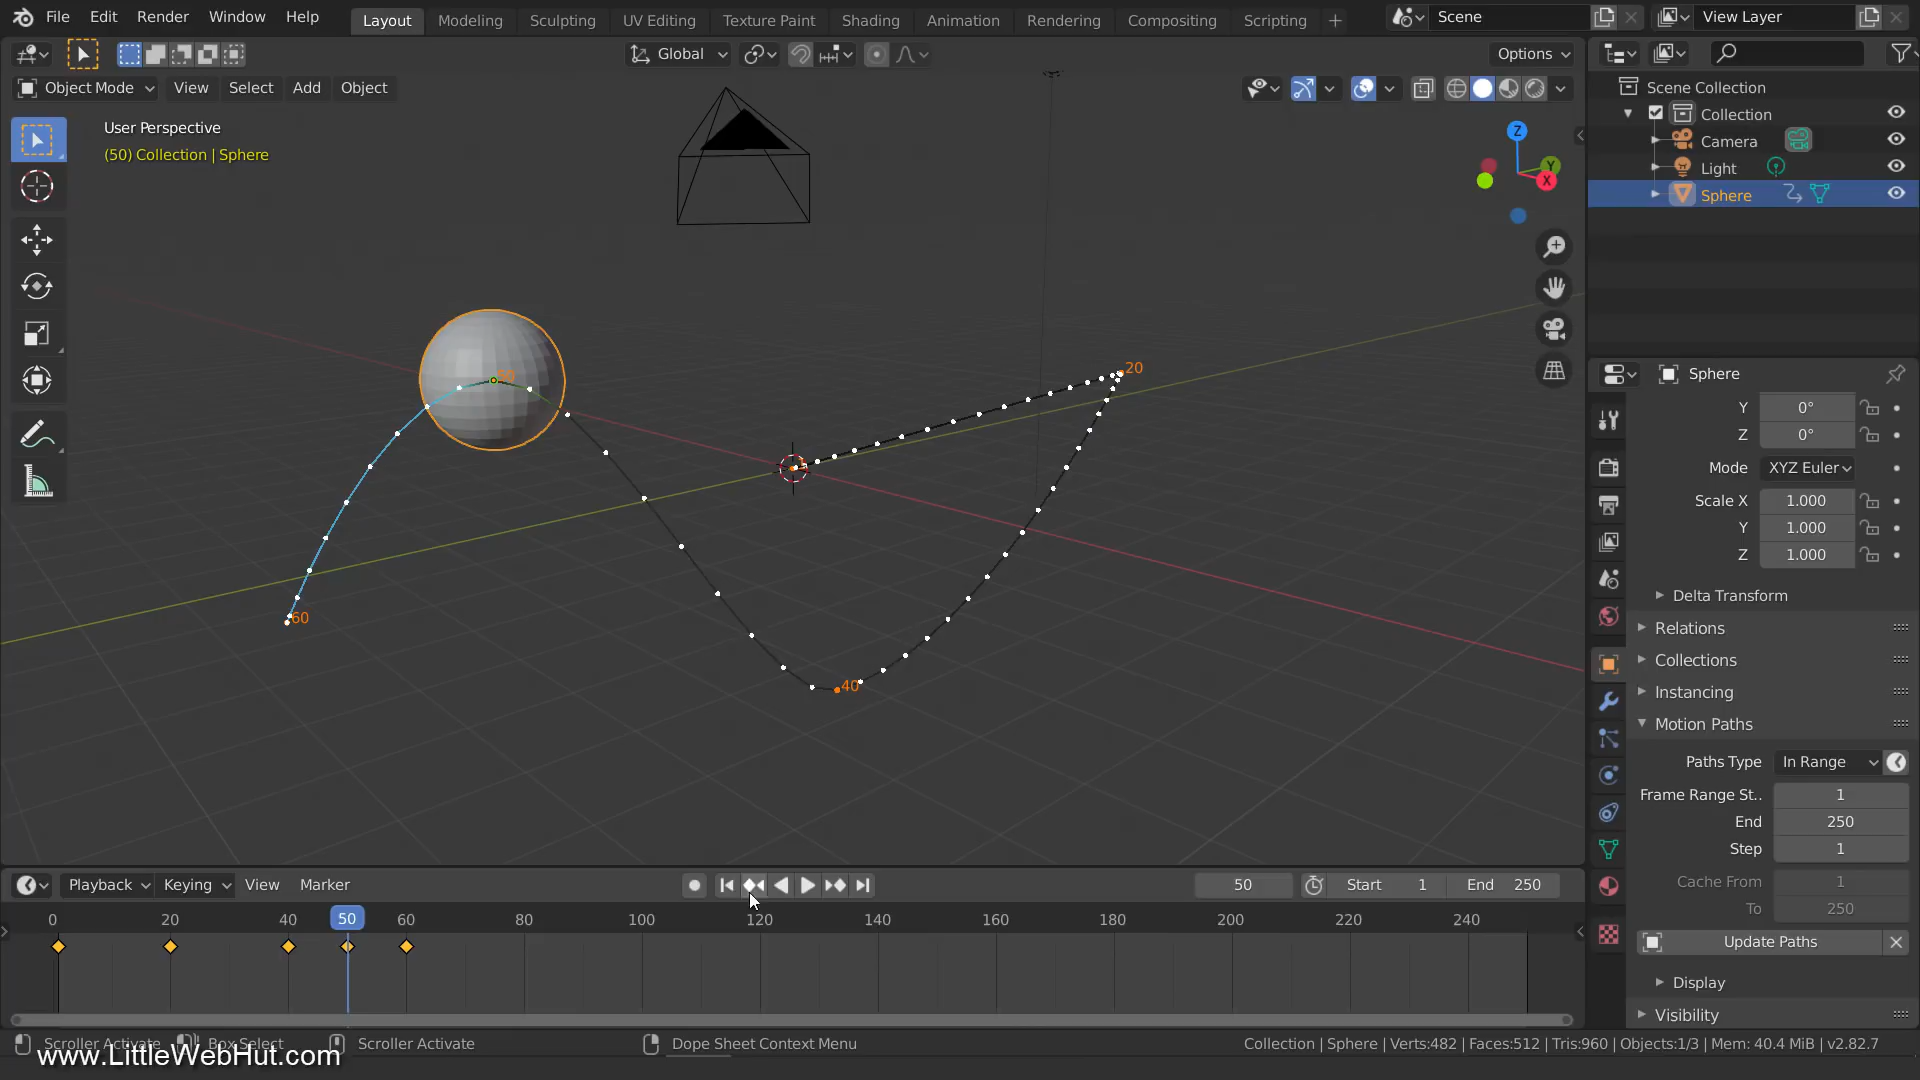 File Edit Render Window Help Layout Modeling Sculpting UV Editing Texture Paint Shading Animation Rendering Compositing Scripting + Scene View Layer
Global Options
Object Mode View Select Add Object
Scene Collection
Collection
Camera
Light
Sphere
User Perspective
(50) Collection | Sphere
Z
Y
X
20
50
1
60
40
Sphere
Y 0°
Z 0°
Mode XYZ Euler
Scale X 1.000
Y 1.000
Z 1.000
Delta Transform
Relations
Collections
Instancing
Motion Paths
Paths Type In Range
Frame Range St.. 1
End 250
Step 1
Cache From 1
To 250
Update Paths
Display
Visibility
Playback Keying View Marker 50 Start 1 End 250
0 20 40 50 60 80 100 120 140 160 180 200 220 240
Scroller Activate Box Select Scroller Activate Dope Sheet Context Menu Collection | Sphere | Verts:482 | Faces:512 | Tris:960 | Objects:1/3 | Mem: 40.4 MiB | v2.82.7
www.LittleWebHut.com